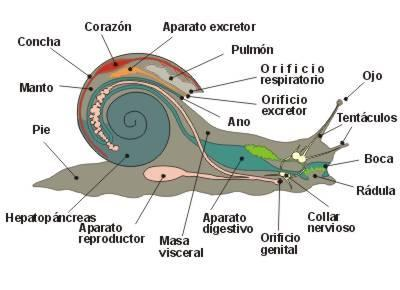 Corazón
Aparato excretor
Concha
Pulmón
Manto
Orificio
respiratorio
Ojo
Orificio
excretor
Ano
Tentáculos
Pie
Boca
Rádula
Hepatopáncreas
Aparato
reproductor
Masa
visceral
Aparato
digestivo
Orificio
genital
Collar
nervioso